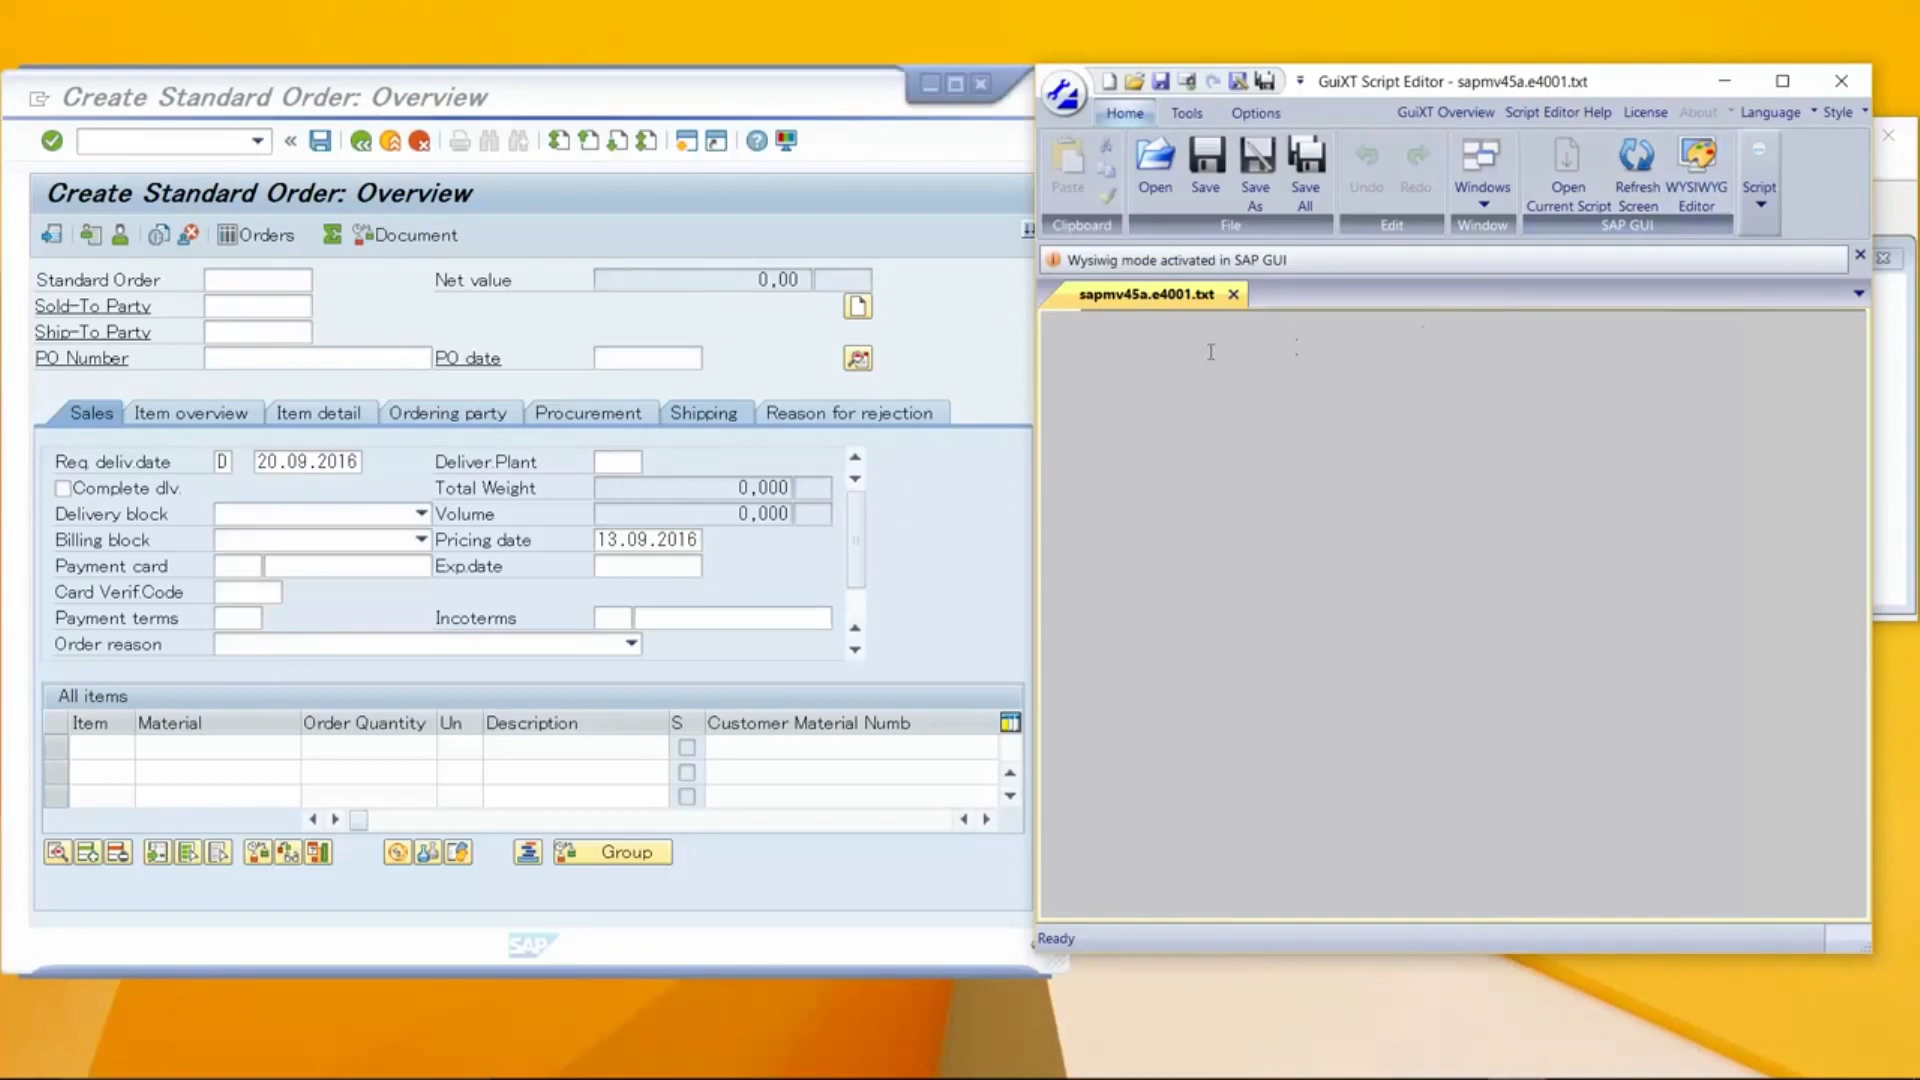 Create Standard Order: Overview
Create Standard Order: Overview
Orders Document
Standard Order Net value 0,00
Sold-To Party
Ship-To Party
PO Number PO date
Sales Item overview Item detail Ordering party Procurement Shipping Reason for rejection
Req. deliv.date D 20.09.2016 Deliver.Plant
Complete dlv. Total Weight 0,000
Delivery block Volume 0,000
Billing block Pricing date 13.09.2016
Payment card Exp.date
Card Verif.Code
Payment terms Incoterms
Order reason
All items
Item Material Order Quantity Un Description S Customer Material Numb
Group
SAP
GuiXT Script Editor - sapmv45a.e4001.txt
Home Tools Options GuiXT Overview Script Editor Help License About Language Style
Paste Open Save Save As Save All Undo Redo Windows Open Current Script Refresh Screen WYSIWYG Editor Script
Clipboard File Edit Window SAP GUI
Wysiwig mode activated in SAP GUI
sapmv45a.e4001.txt
Ready